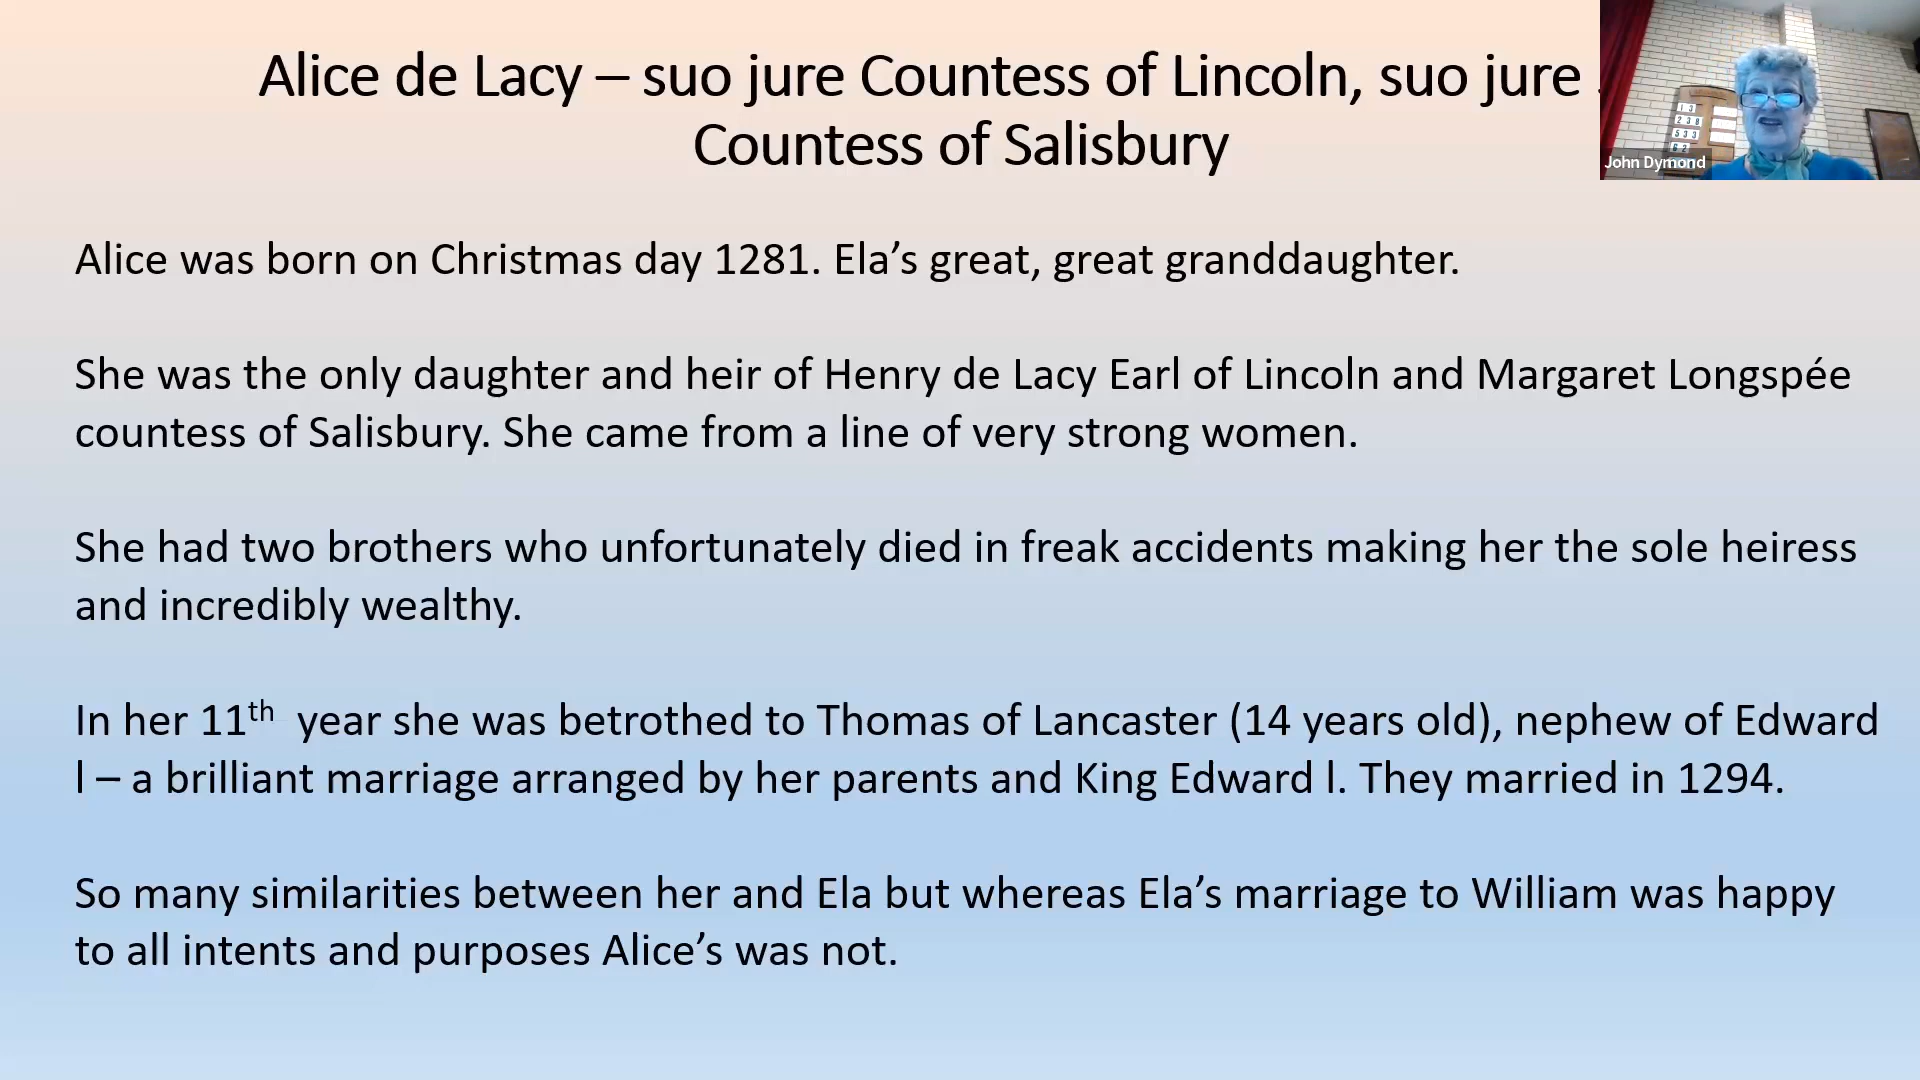 Alice de Lacy – suo jure Countess of Lincoln, suo jure
Countess of Salisbury
John Dymond
13
238
533
62
Alice was born on Christmas day 1281. Ela’s great, great granddaughter.
She was the only daughter and heir of Henry de Lacy Earl of Lincoln and Margaret Longspée
countess of Salisbury. She came from a line of very strong women.
She had two brothers who unfortunately died in freak accidents making her the sole heiress
and incredibly wealthy.
In her 11th year she was betrothed to Thomas of Lancaster (14 years old), nephew of Edward
l – a brilliant marriage arranged by her parents and King Edward l. They married in 1294.
So many similarities between her and Ela but whereas Ela’s marriage to William was happy
to all intents and purposes Alice’s was not.